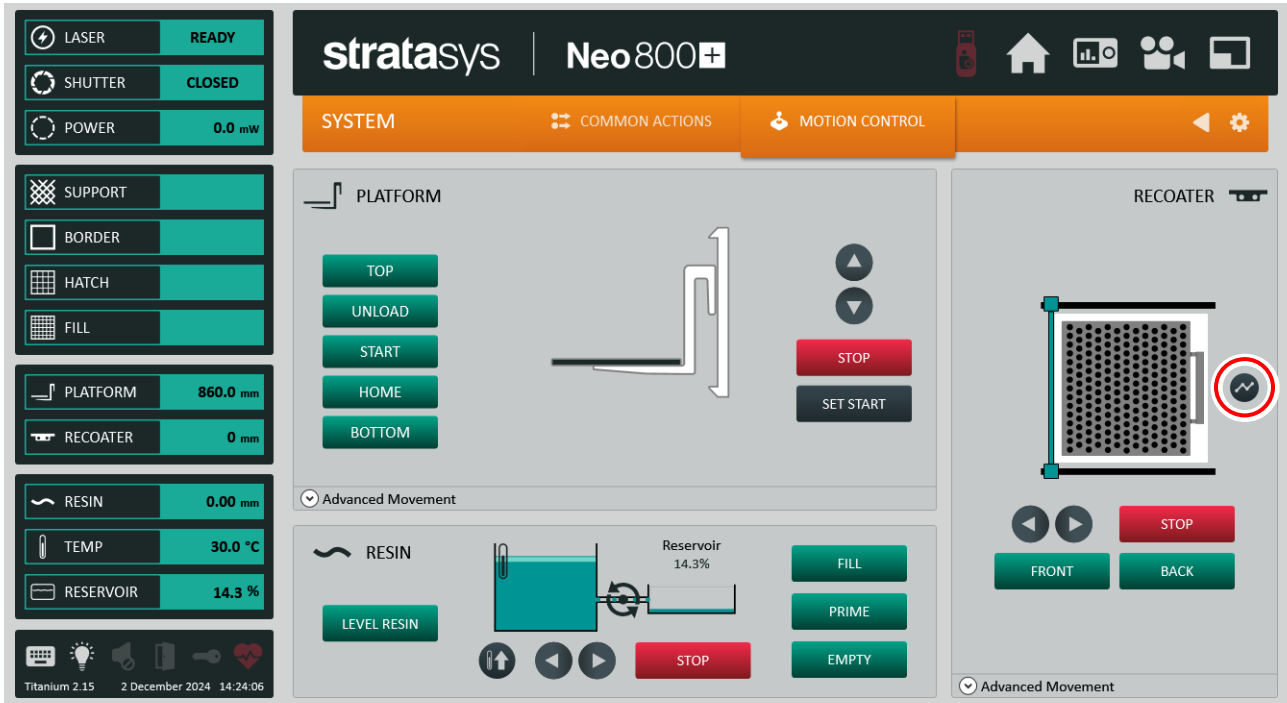 LASER READY
SHUTTER CLOSED
POWER 0.0 mW
SUPPORT
BORDER
HATCH
FILL
PLATFORM 860.0 mm
RECOATER 0 mm
RESIN 0.00 mm
TEMP 30.0 °C
RESERVOIR 14.3 %
Titanium 2.15 2 December 2024 14:24:06
stratasys Neo800+
SYSTEM COMMON ACTIONS MOTION CONTROL
PLATFORM
TOP
UNLOAD
START
HOME
BOTTOM
STOP
SET START
Advanced Movement
RESIN
LEVEL RESIN
Reservoir
14.3%
STOP
FILL
PRIME
EMPTY
RECOATER
STOP
FRONT BACK
Advanced Movement